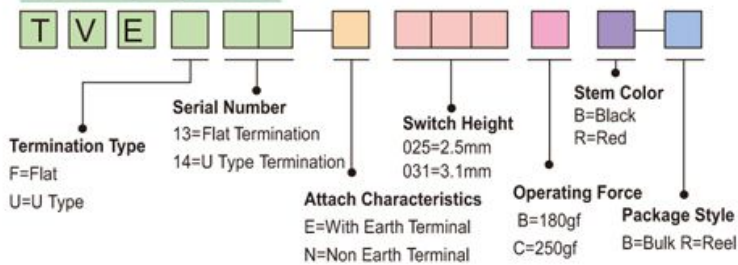 T V E
Termination Type
F=Flat
U=U Type
Serial Number
13=Flat Termination
14=U Type Termination
Attach Characteristics
E=With Earth Terminal
N=Non Earth Terminal
Switch Height
025=2.5mm
031=3.1mm
Operating Force
B=180gf
C=250gf
Stem Color
B=Black
R=Red
Package Style
B=Bulk R=Reel